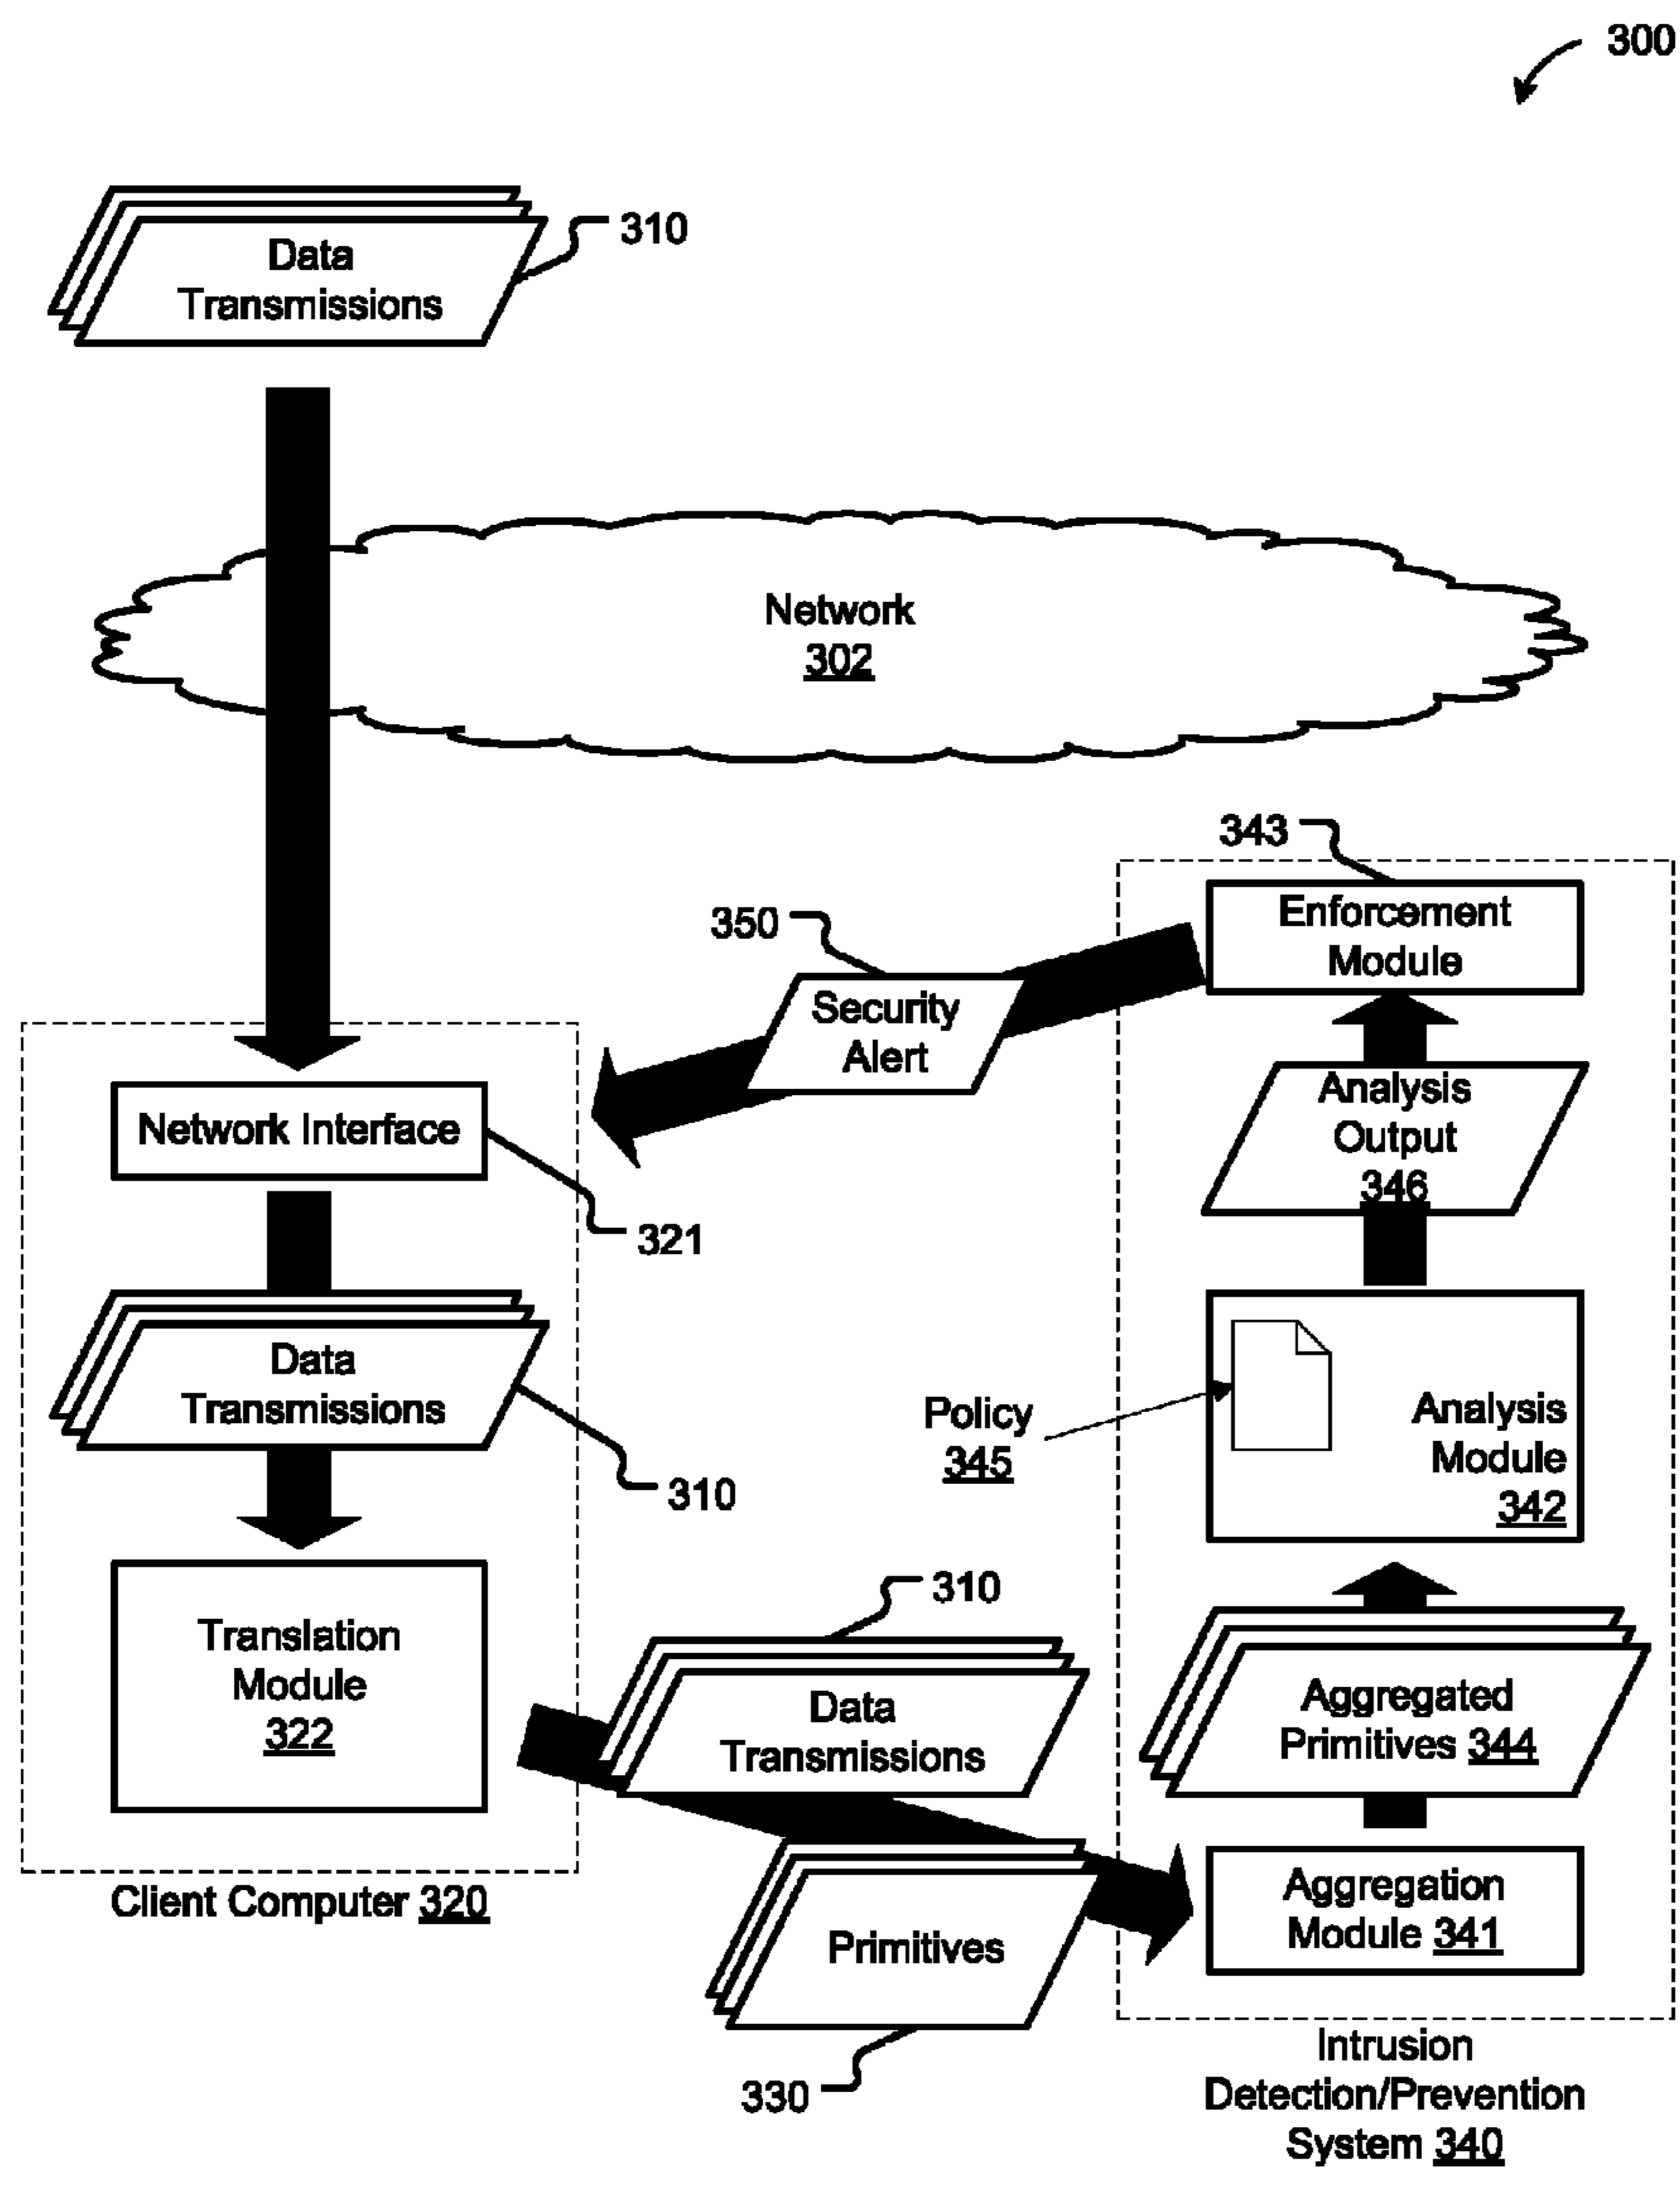 300
Data
Transmissions
310
Network
302
343
Enforcement
Module
350
Security
Alert
Analysis
Output
346
Network Interface
321
Data
Transmissions
310
Policy
345
Analysis
Module
342
Translation
Module
322
310
Data
Transmissions
Aggregated
Primitives 344
Primitives
330
Aggregation
Module 341
Client Computer 320
Intrusion
Detection/Prevention
System 340